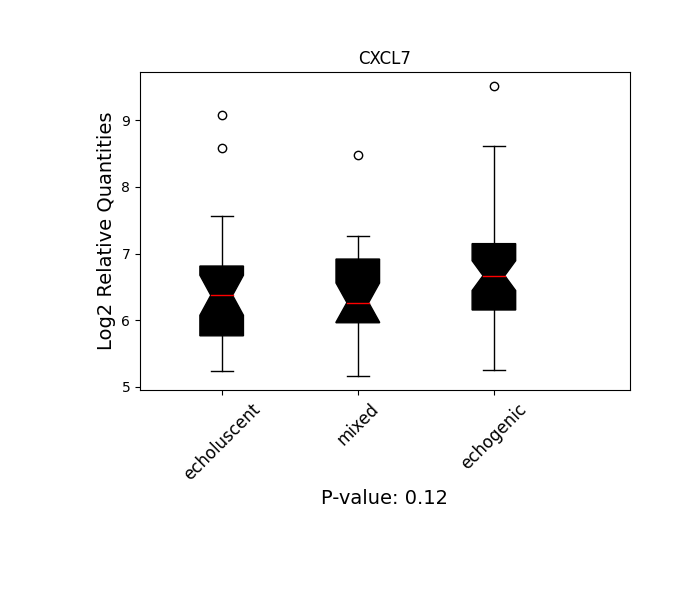 CXCL7
Log2 Relative Quantities
9
8
7
6
5
echoluscent
mixed
echogenic
P-value: 0.12